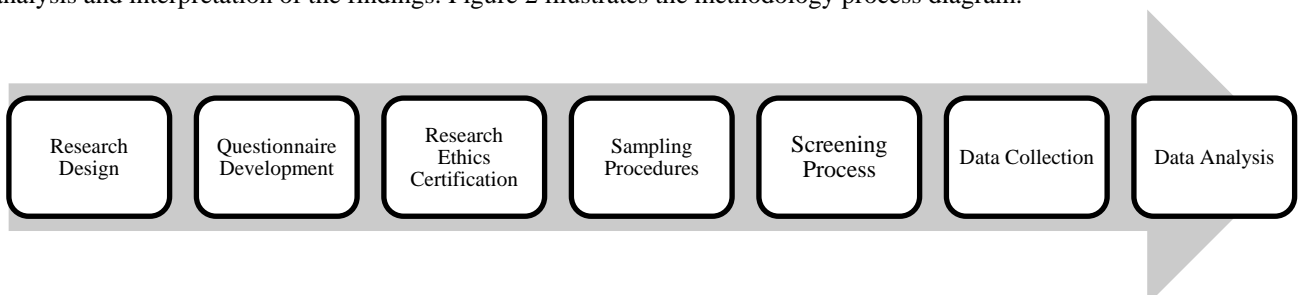 nalysis and interpretation of the findings. Figure 2 illustrates the methodology process diagram.
Research
Design
Questionnaire
Development
Research
Ethics
Certification
Sampling
Procedures
Screening
Process
Data Collection
Data Analysis